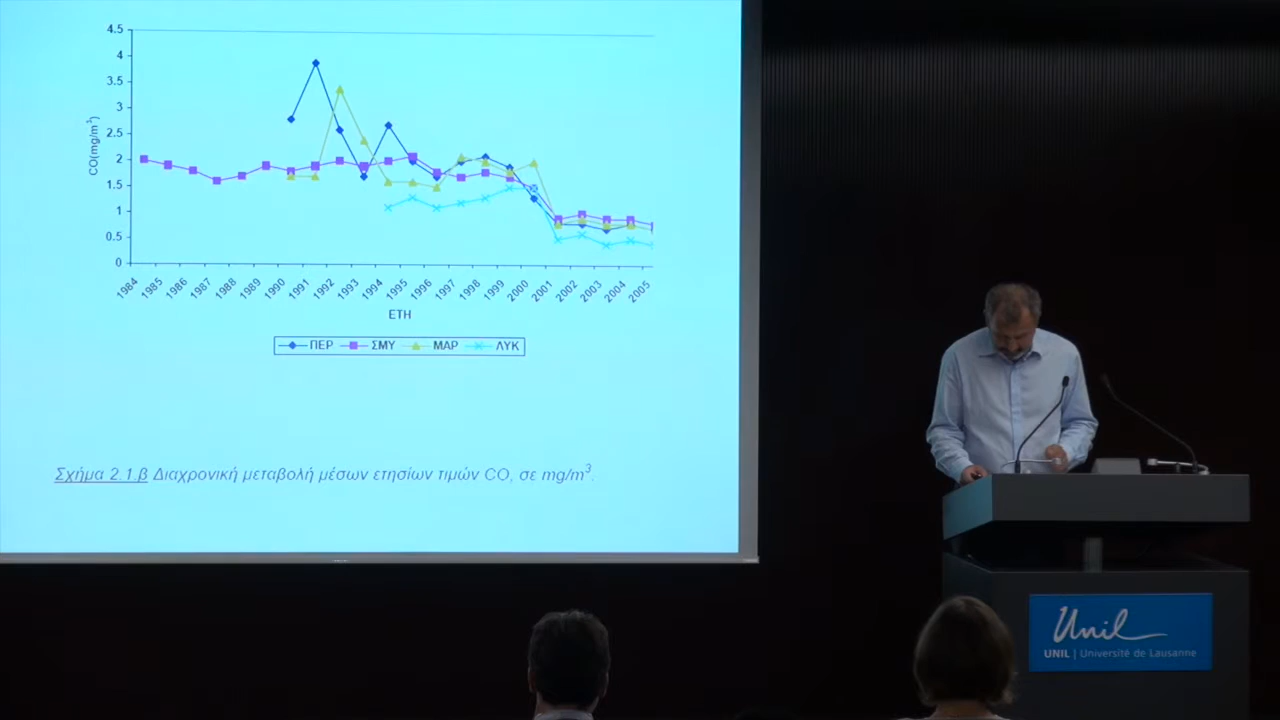 4.5
4
3.5
3
2.5
2
1.5
1
0.5
0
CO(mg/m³)
1984 1985 1986 1987 1988 1989 1990 1991 1992 1993 1994 1995 1996 1997 1998 1999 2000 2001 2002 2003 2004 2005
ΕΤΗ
ΠΕΡ ΣΜΥ ΜΑΡ ΛΥΚ
Σχήμα 2.1.β Διαχρονική μεταβολή μέσων ετησίων τιμών CO, σε mg/m³.
Unil
UNIL | Université de Lausanne